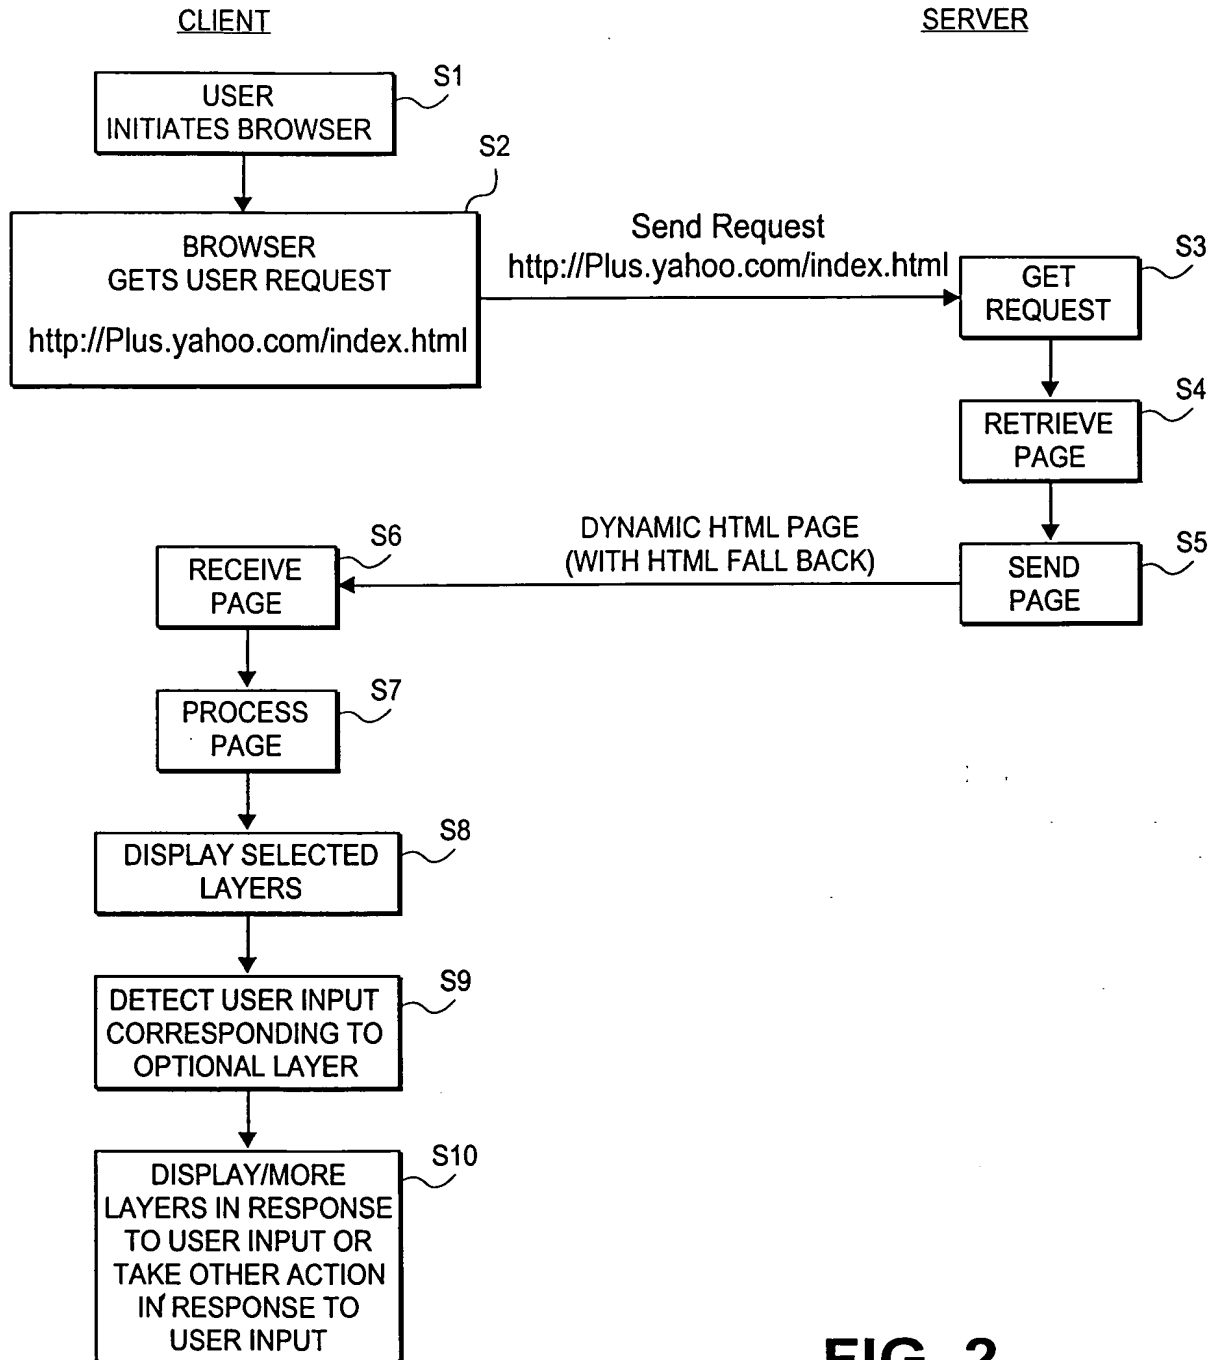 CLIENT
SERVER
S1
USER
INITIATES BROWSER
S2
BROWSER
GETS USER REQUEST
http://Plus.yahoo.com/index.html
Send Request
http://Plus.yahoo.com/index.html
S3
GET
REQUEST
S4
RETRIEVE
PAGE
S5
SEND
PAGE
DYNAMIC HTML PAGE
(WITH HTML FALL BACK)
S6
RECEIVE
PAGE
S7
PROCESS
PAGE
S8
DISPLAY SELECTED
LAYERS
S9
DETECT USER INPUT
CORRESPONDING TO
OPTIONAL LAYER
S10
DISPLAY/MORE
LAYERS IN RESPONSE
TO USER INPUT OR
TAKE OTHER ACTION
IN RESPONSE TO
USER INPUT
FIG. 2